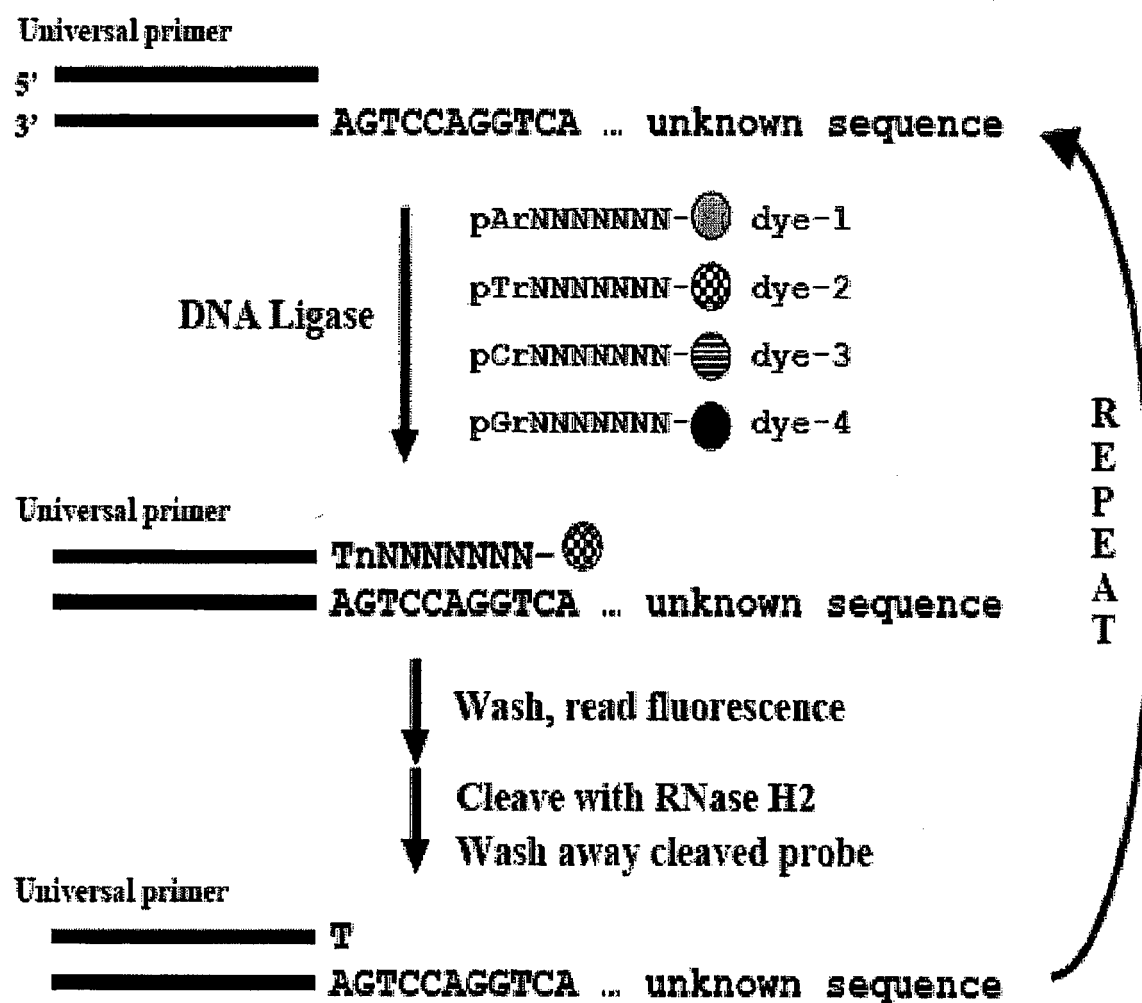 Universal primer
5'
3' AGTCCAGGTCA ... unknown sequence
pArNNNNNNN- dye-1
pTrNNNNNNN- dye-2
DNA Ligase
pCrNNNNNNN- dye-3
pGrNNNNNNN- dye-4
REPEAT
Universal primer
TnNNNNNNN-
AGTCCAGGTCA ... unknown sequence
Wash, read fluorescence
Cleave with RNase H2
Wash away cleaved probe
Universal primer
T
AGTCCAGGTCA ... unknown sequence